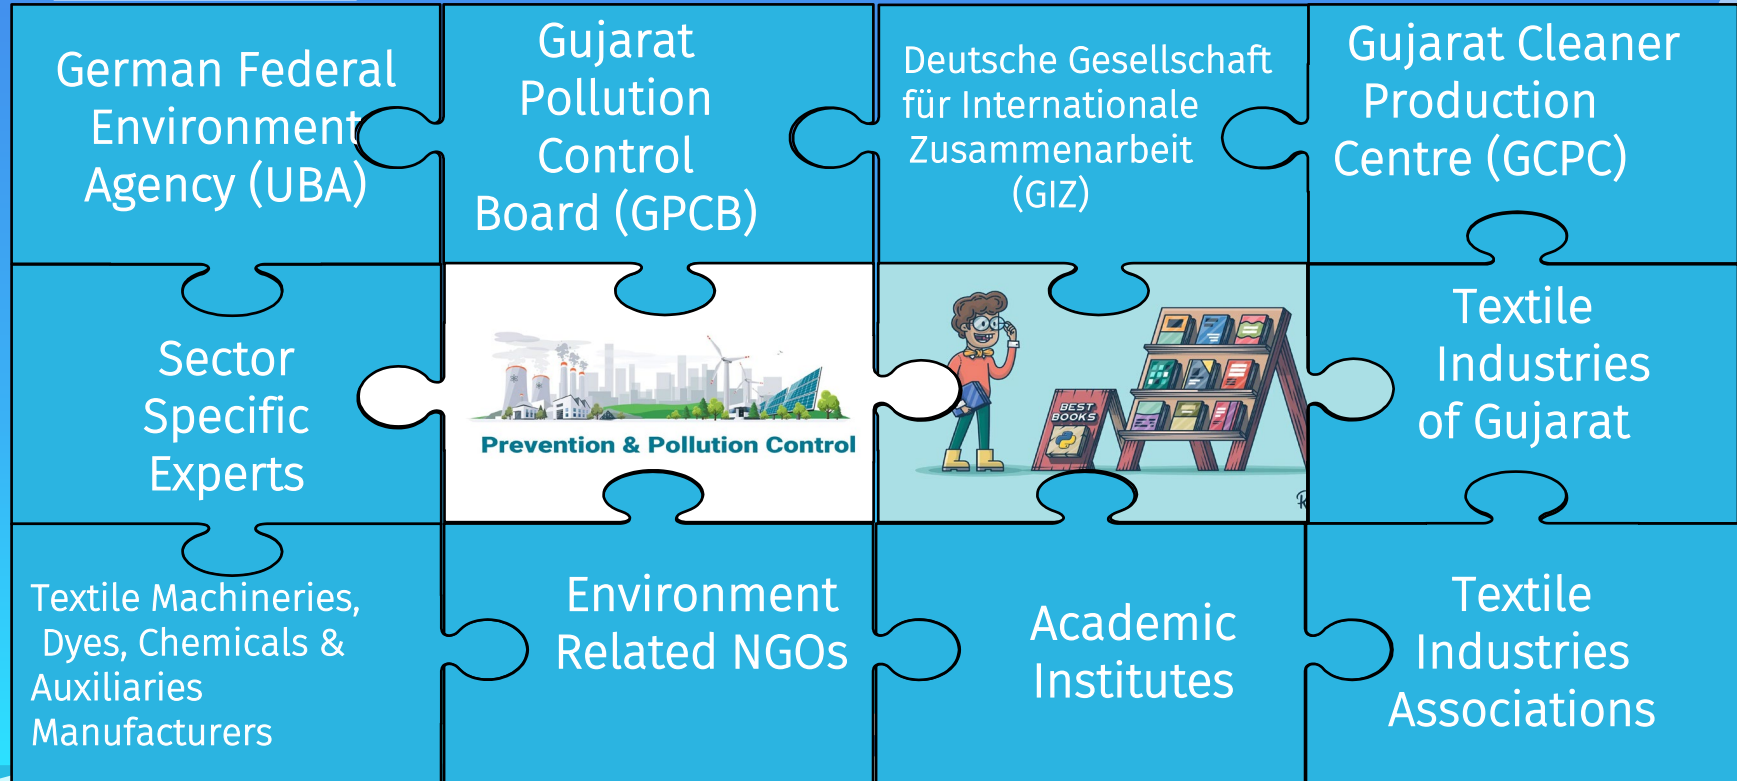 German Federal
Environment
Agency (UBA)
Gujarat
Pollution
Control
Board (GPCB)
Deutsche Gesellschaft
für Internationale
Zusammenarbeit
(GIZ)
Gujarat Cleaner
Production
Centre (GCPC)
Sector
Specific
Experts
Prevention & Pollution Control
BEST
BOOKS
Textile
Industries
of Gujarat
Textile Machineries,
Dyes, Chemicals &
Auxiliaries
Manufacturers
Environment
Related NGOs
Academic
Institutes
Textile
Industries
Associations